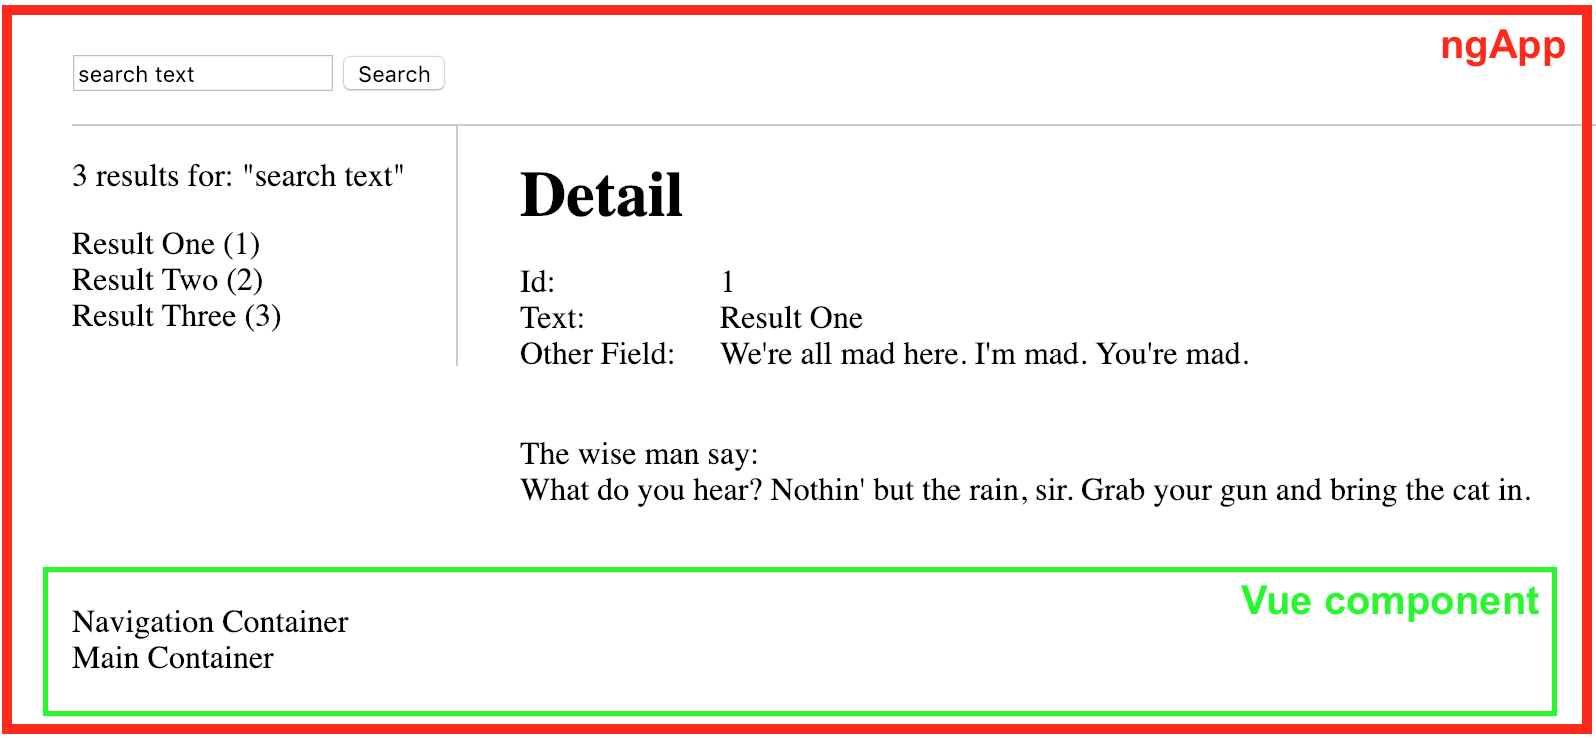 ngApp
search text Search
3 results for: "search text"
Result One (1)
Result Two (2)
Result Three (3)
Detail
Id: 1
Text: Result One
Other Field: We're all mad here. I'm mad. You're mad.
The wise man say:
What do you hear? Nothin' but the rain, sir. Grab your gun and bring the cat in.
Vue component
Navigation Container
Main Container